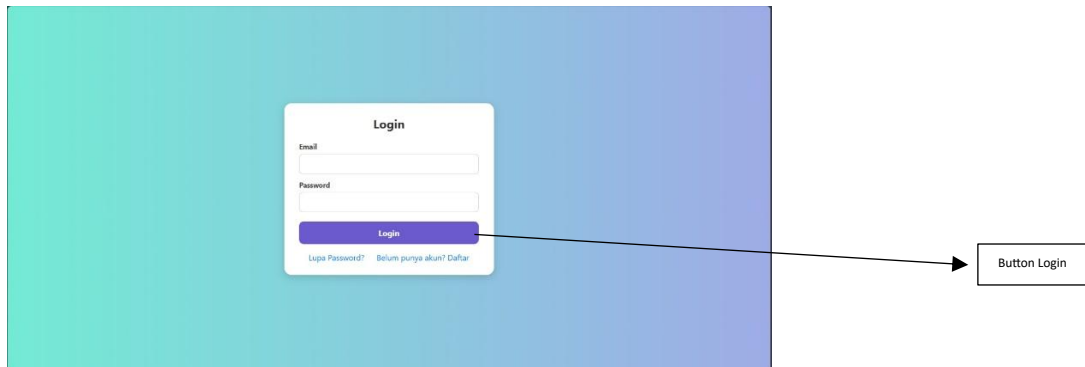 Login
Email
Password
Login
Lupa Password? Belum punya akun? Daftar
Button Login